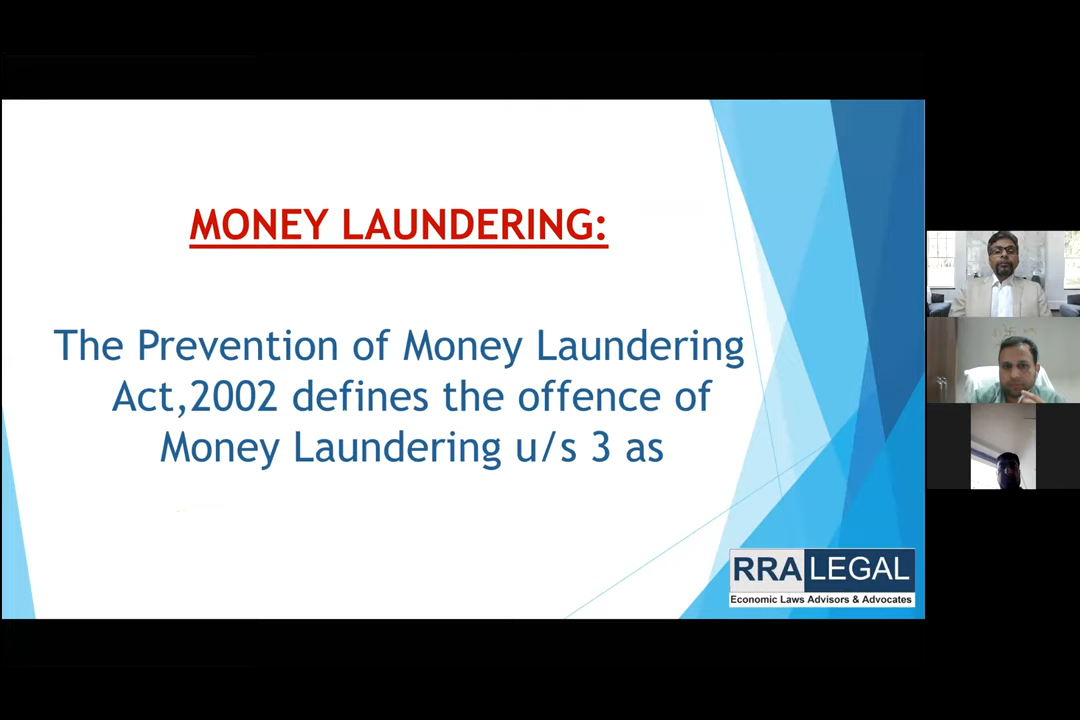 MONEY LAUNDERING:
The Prevention of Money Laundering
Act,2002 defines the offence of
Money Laundering u/s 3 as
RRA LEGAL
Economic Laws Advisors & Advocates